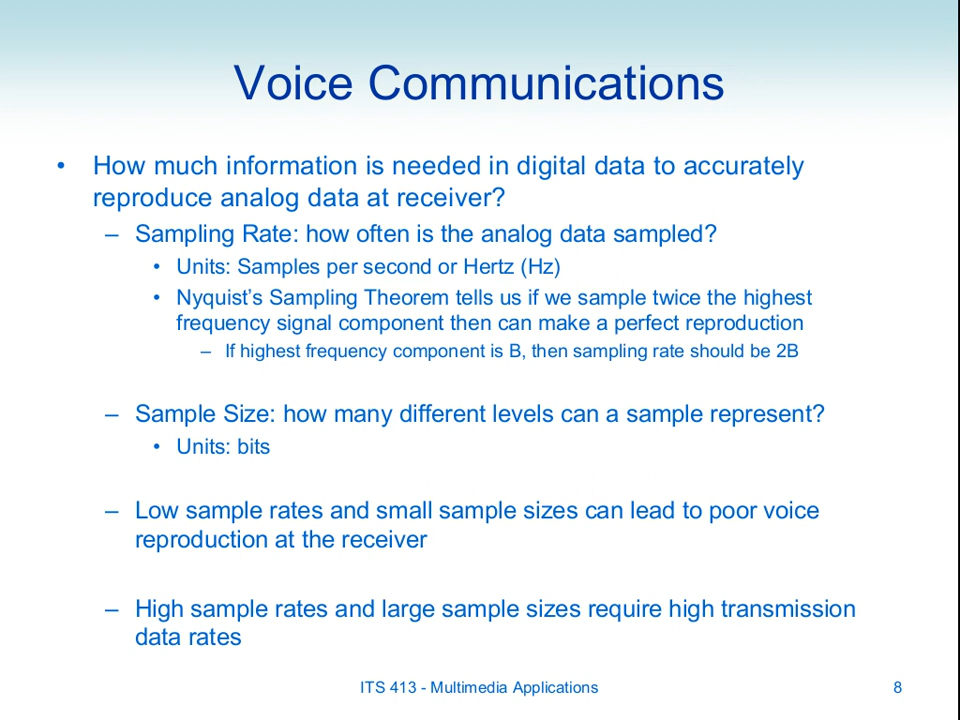 Voice Communications
• How much information is needed in digital data to accurately
reproduce analog data at receiver?
– Sampling Rate: how often is the analog data sampled?
• Units: Samples per second or Hertz (Hz)
• Nyquist’s Sampling Theorem tells us if we sample twice the highest
frequency signal component then can make a perfect reproduction
– If highest frequency component is B, then sampling rate should be 2B
– Sample Size: how many different levels can a sample represent?
• Units: bits
– Low sample rates and small sample sizes can lead to poor voice
reproduction at the receiver
– High sample rates and large sample sizes require high transmission
data rates
ITS 413 - Multimedia Applications 8